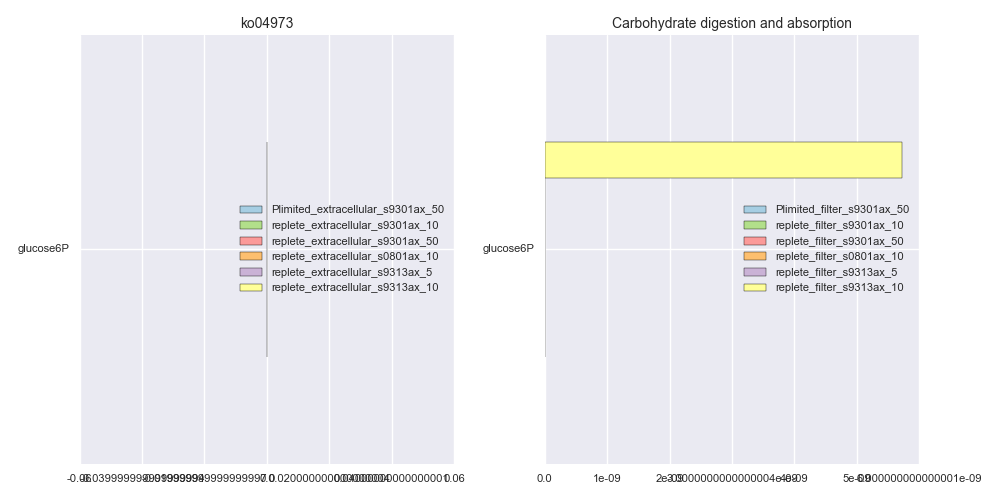 ko04973
Carbohydrate digestion and absorption
Plimited_extracellular_s9301ax_50
replete_extracellular_s9301ax_10
replete_extracellular_s9301ax_50
replete_extracellular_s0801ax_10
replete_extracellular_s9313ax_5
replete_extracellular_s9313ax_10
glucose6P
Plimited_filter_s9301ax_50
replete_filter_s9301ax_10
replete_filter_s9301ax_50
replete_filter_s0801ax_10
replete_filter_s9313ax_5
replete_filter_s9313ax_10
glucose6P
0.06
0.0 1e-09